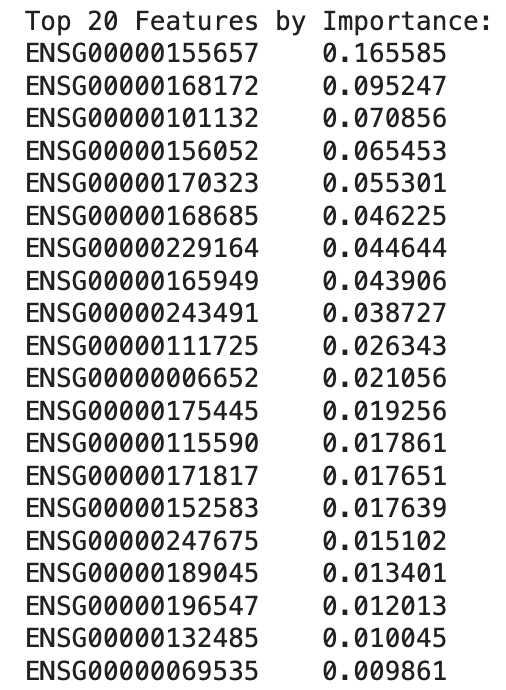 Top 20 Features by Importance:
ENSG00000155657    0.165585
ENSG00000168172    0.095247
ENSG00000101132    0.070856
ENSG00000156052    0.065453
ENSG00000170323    0.055301
ENSG00000168685    0.046225
ENSG00000229164    0.044644
ENSG00000165949    0.043906
ENSG00000243491    0.038727
ENSG00000111725    0.026343
ENSG00000006652    0.021056
ENSG00000175445    0.019256
ENSG00000115590    0.017861
ENSG00000171817    0.017651
ENSG00000152583    0.017639
ENSG00000247675    0.015102
ENSG00000189045    0.013401
ENSG00000196547    0.012013
ENSG00000132485    0.010045
ENSG00000069535    0.009861